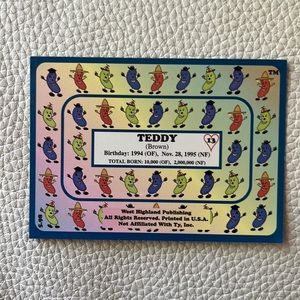 TM
TEDDY
(Brown)
13
Birthday: 1994 (OF), Nov. 28, 1995 (NF)
TOTAL BORN: 10,000 (OF), 2,000,000 (NF)
West Highland Publishing
All Rights Reserved. Printed in U.S.A.
Not Affiliated With Ty, Inc.